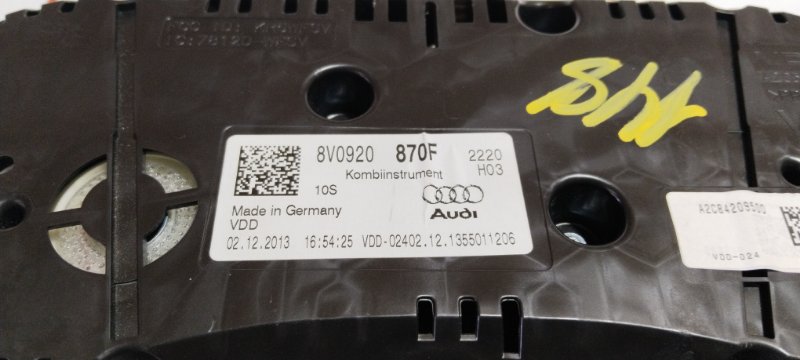 8V0920 870F 2220
Kombiinstrument H03
10S
Audi
Made in Germany
VDD
02.12.2013 16:54:25 VDD-02402.12.1355011206
A2C84209500
VDD-024